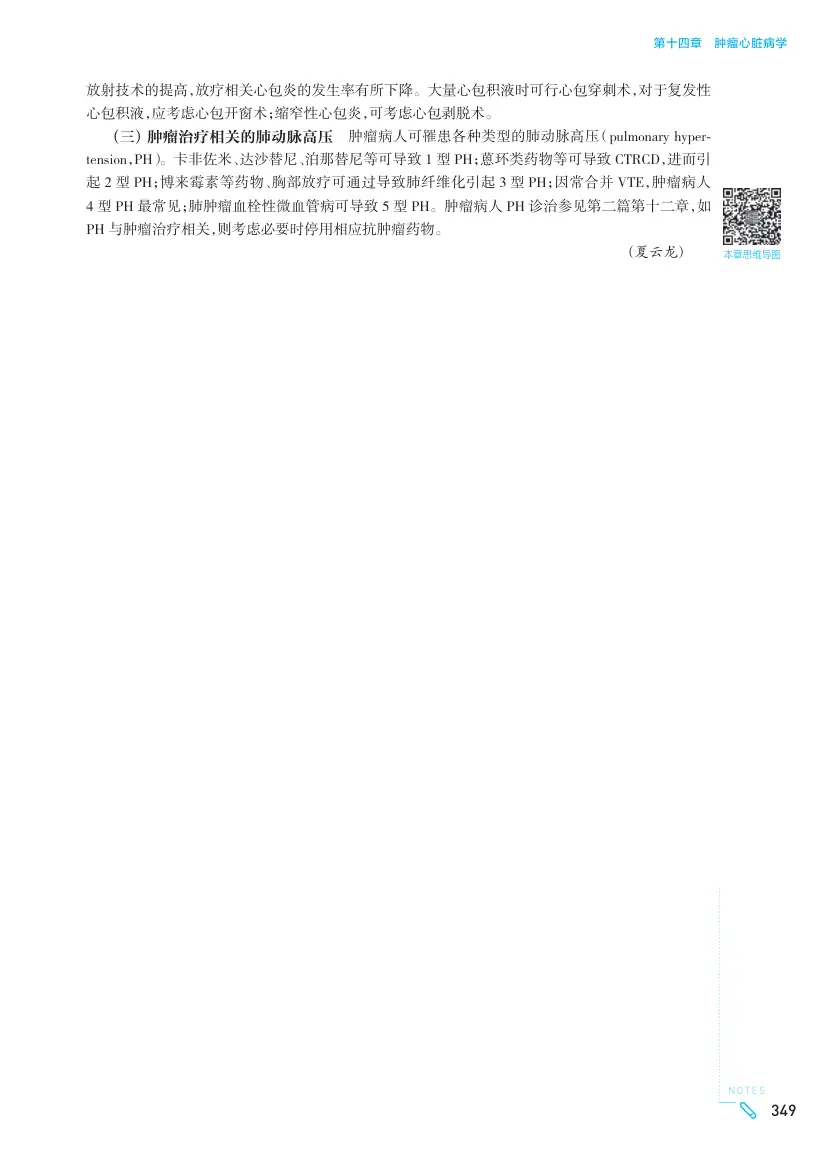 第十四章 肿瘤心脏病学
放射技术的提高,放疗相关心包炎的发生率有所下降。大量心包积液时可行心包穿刺术,对于复发性
心包积液,应考虑心包开窗术;缩窄性心包炎,可考虑心包剥脱术。
(三) 肿瘤治疗相关的肺动脉高压 肿瘤病人可罹患各种类型的肺动脉高压(pulmonary hyper-
tension,PH)。卡非佐米、达沙替尼、泊那替尼等可导致 1 型 PH;蒽环类药物等可导致 CTRCD,进而引
起 2 型 PH;博来霉素等药物、胸部放疗可通过导致肺纤维化引起 3 型 PH;因常合并 VTE,肿瘤病人
4 型 PH 最常见;肺肿瘤血栓性微血管病可导致 5 型 PH。肿瘤病人 PH 诊治参见第二篇第十二章,如
PH 与肿瘤治疗相关,则考虑必要时停用相应抗肿瘤药物。
(夏云龙)
本章思维导图
NOTES
349